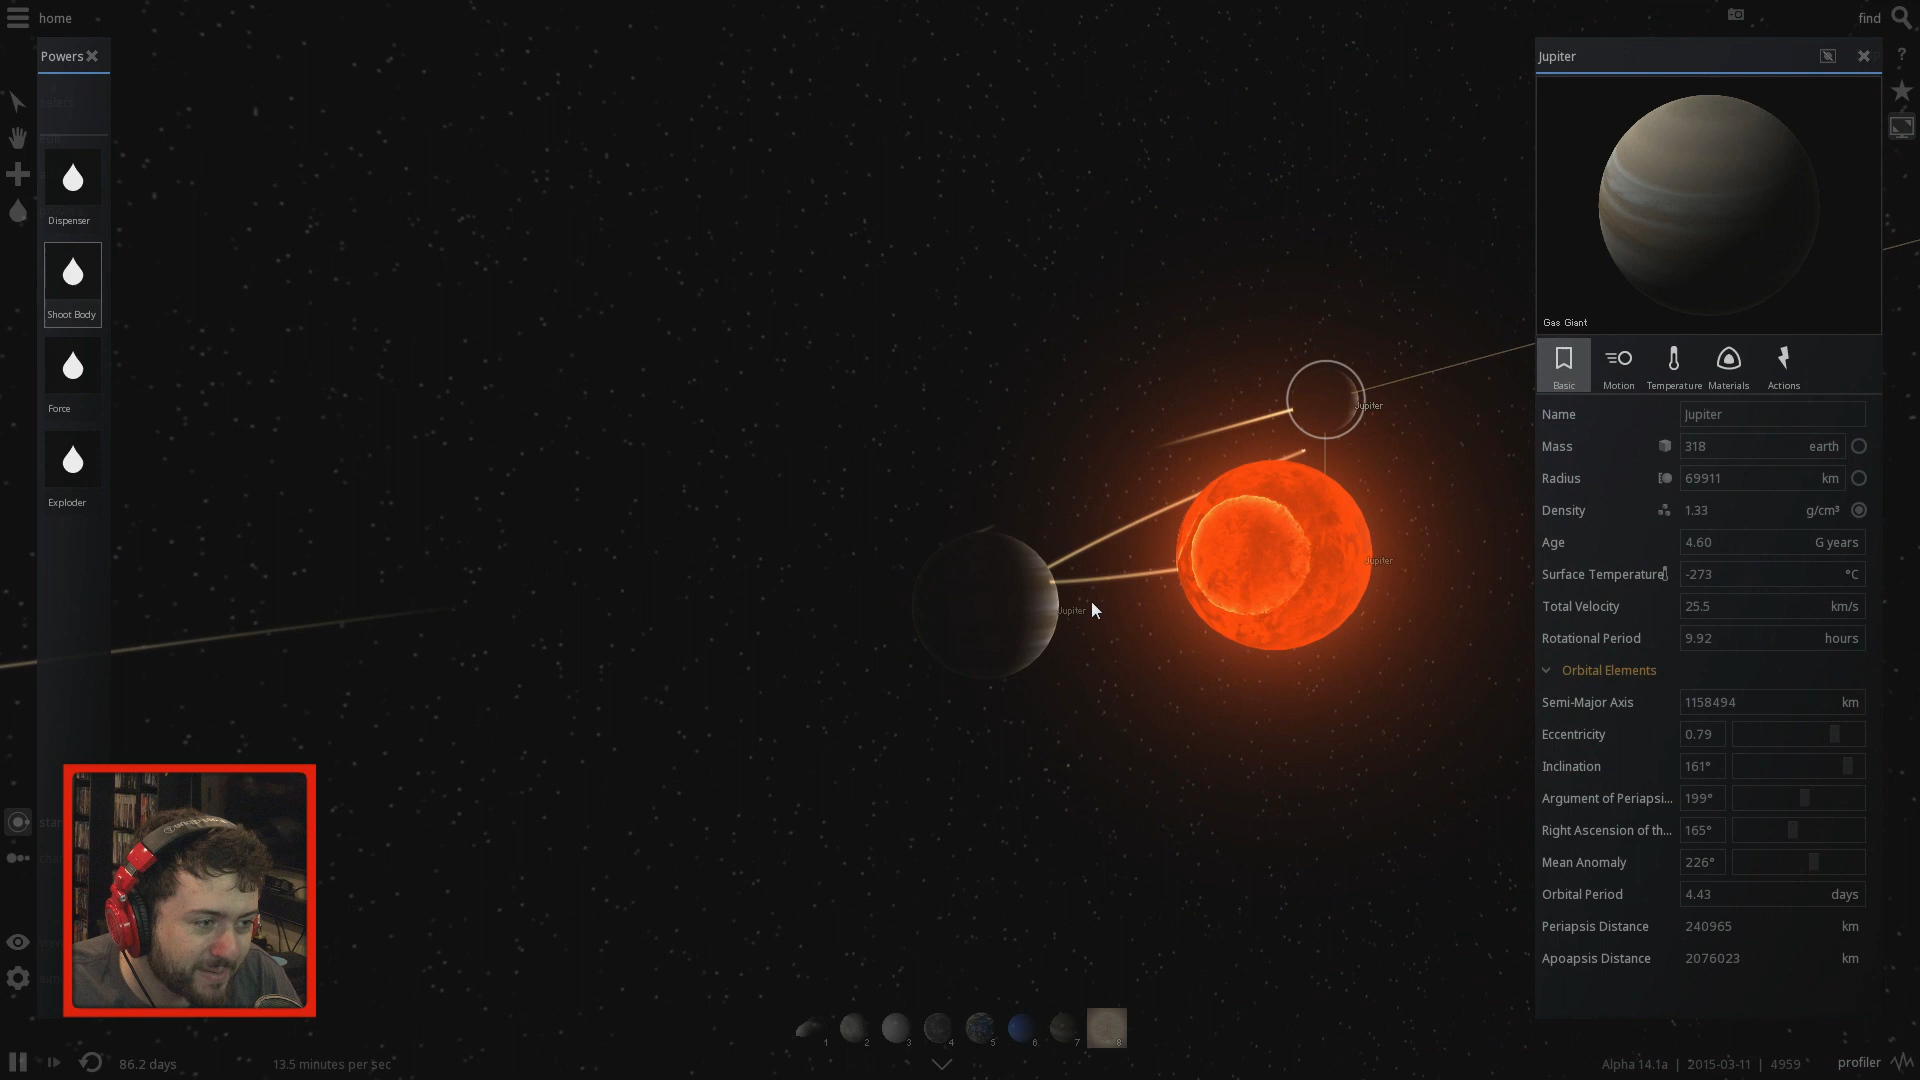 home
find
Powers
Dispenser
Shoot Body
Force
Exploder
Jupiter
Jupiter
Jupiter
Jupiter
Gas Giant
Basic
Motion
Temperature
Materials
Actions
Name Jupiter
Mass 318 earth
Radius 69911 km
Density 1.33 g/cm³
Age 4.60 G years
Surface Temperature -273 °C
Total Velocity 25.5 km/s
Rotational Period 9.92 hours
Orbital Elements
Semi-Major Axis 1158494 km
Eccentricity 0.79
Inclination 161°
Argument of Periapsi... 199°
Right Ascension of th... 165°
Mean Anomaly 226°
Orbital Period 4.43 days
Periapsis Distance 240965 km
Apoapsis Distance 2076023 km
1 2 3 4 5 6 7 8
86.2 days
13.5 minutes per sec
Alpha 14.1a | 2015-03-11 | 4959
profiler
?